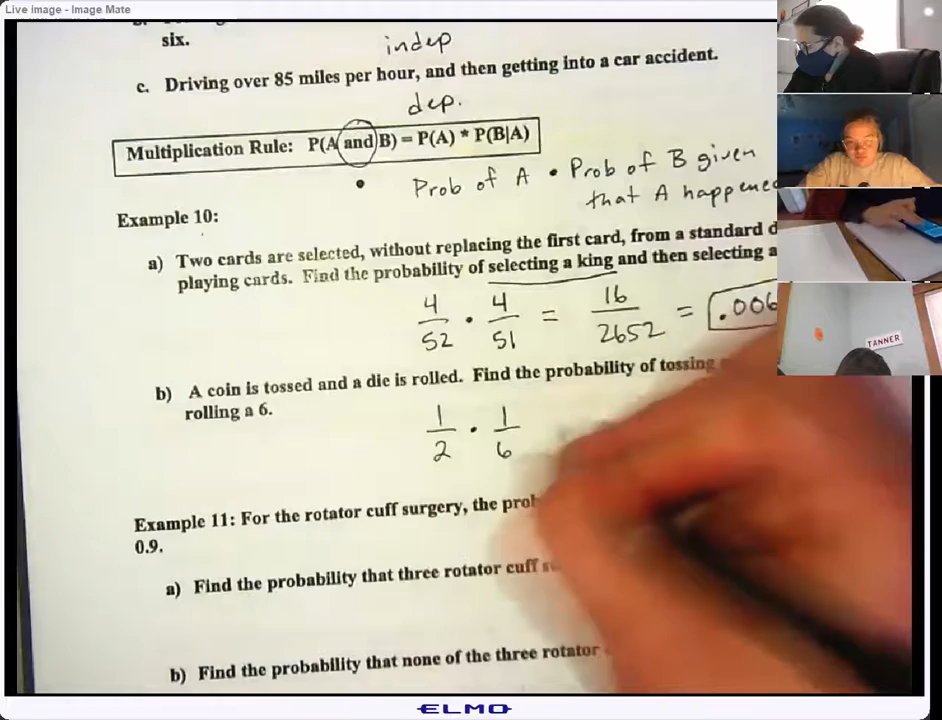 Live image - Image Mate
six.
indep
c. Driving over 85 miles per hour, and then getting into a car accident.
dep.
Multiplication Rule: P(A and B) = P(A) * P(B|A)
Prob of A • Prob of B given
that A happened
Example 10:
a) Two cards are selected, without replacing the first card, from a standard d
playing cards. Find the probability of selecting a king and then selecting a
4/52 • 4/51 = 16/2652 = .006
b) A coin is tossed and a die is rolled. Find the probability of tossing
rolling a 6.
1/2 • 1/6
Example 11: For the rotator cuff surgery, the prob
0.9.
a) Find the probability that three rotator cuff s
b) Find the probability that none of the three rotator
TANNER
ELMO